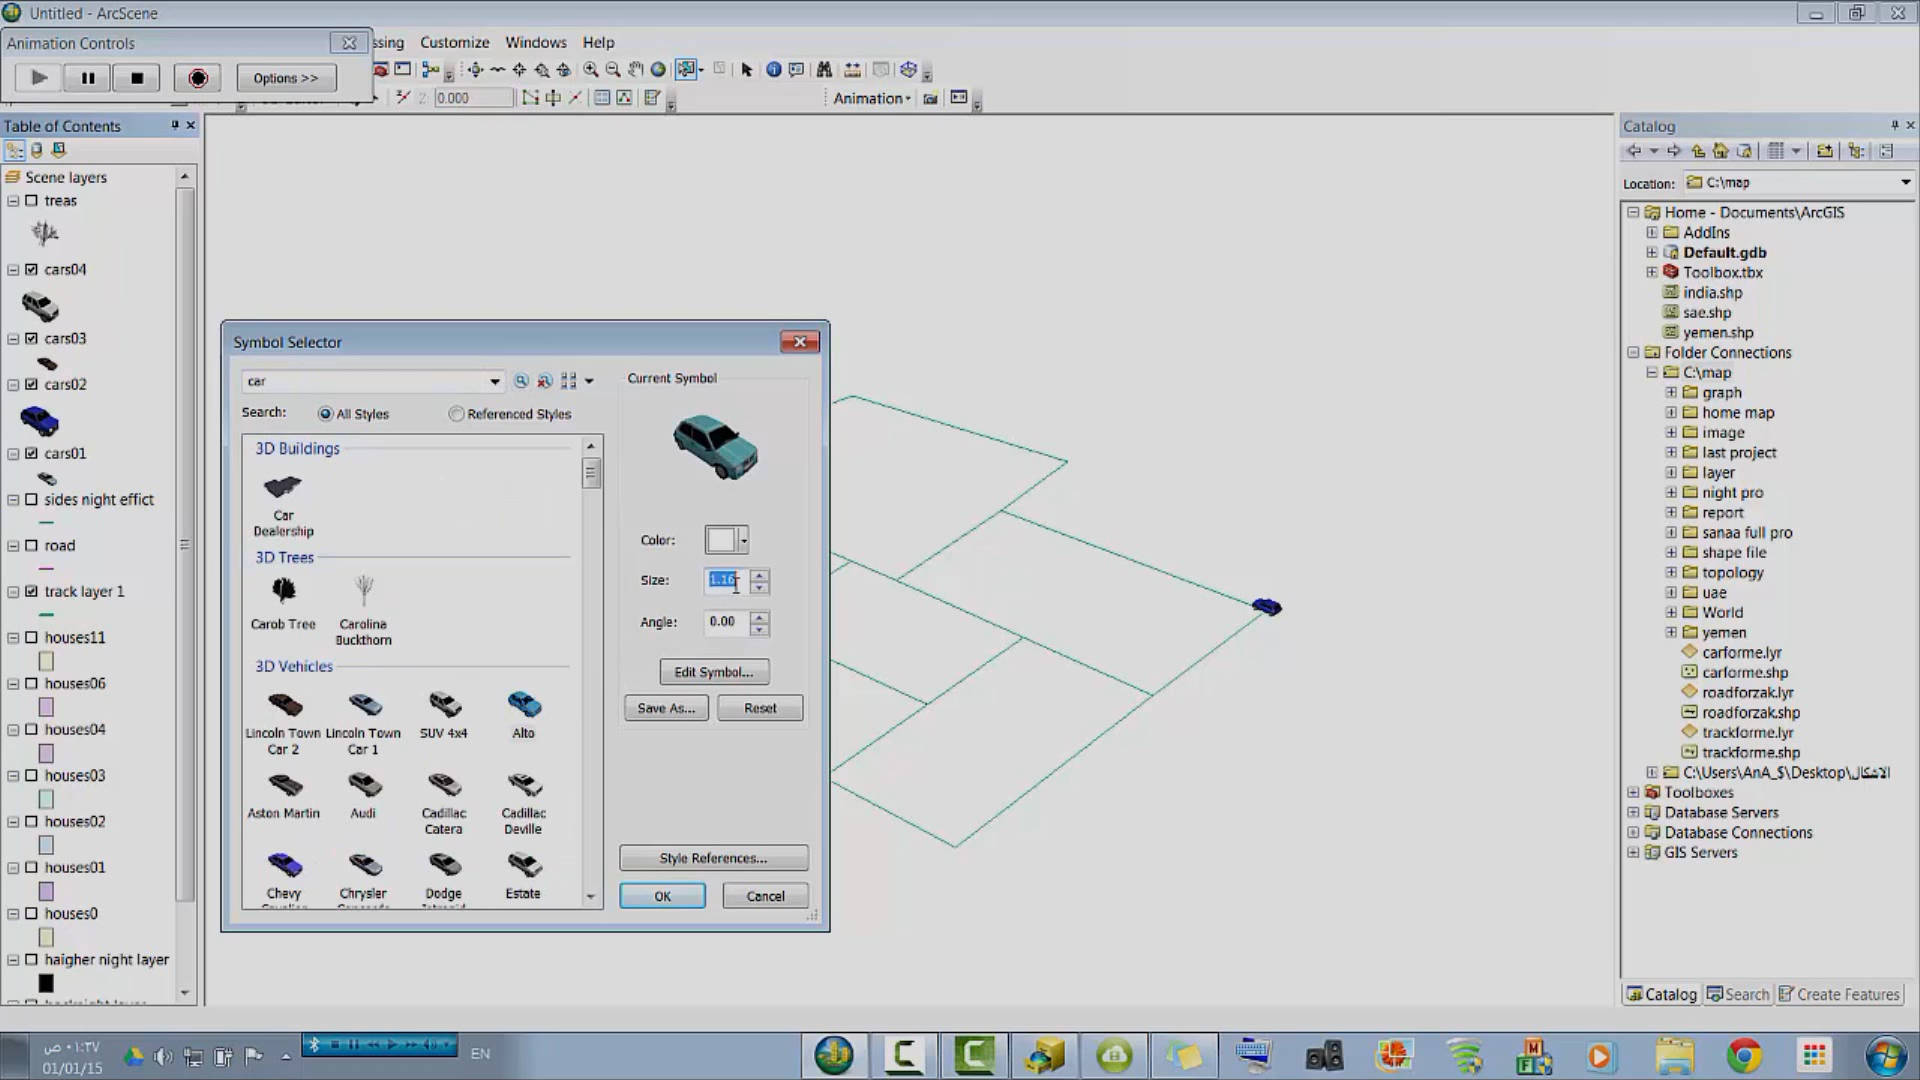 Untitled - ArcScene
Animation Controls
ssing Customize Windows Help
Options >>
Z: 0.000
Animation
Table of Contents
Scene layers
treas
cars04
cars03
cars02
cars01
sides night effict
road
track layer 1
houses11
houses06
houses04
houses03
houses02
houses01
houses0
haigher night layer
Symbol Selector
car
Search: All Styles Referenced Styles
3D Buildings
Car Dealership
3D Trees
Carob Tree
Carolina Buckthorn
3D Vehicles
Lincoln Town Car 2
Lincoln Town Car 1
SUV 4x4
Alto
Aston Martin
Audi
Cadillac Catera
Cadillac Deville
Chevy
Chrysler
Dodge
Estate
Current Symbol
Color:
Size: 1.16
Angle: 0.00
Edit Symbol...
Save As... Reset
Style References...
OK Cancel
Catalog
Location: C:\map
Home - Documents\ArcGIS
AddIns
Default.gdb
Toolbox.tbx
india.shp
sae.shp
yemen.shp
Folder Connections
C:\map
graph
home map
image
last project
layer
night pro
report
sanaa full pro
shape file
topology
uae
World
yemen
carforme.lyr
carforme.shp
roadforzak.lyr
roadforzak.shp
trackforme.lyr
trackforme.shp
C:\Users\AnA_$\Desktop\الاشكال
Toolboxes
Database Servers
Database Connections
GIS Servers
Catalog Search Create Features
ص ٠١:٢٧
01/01/15
EN